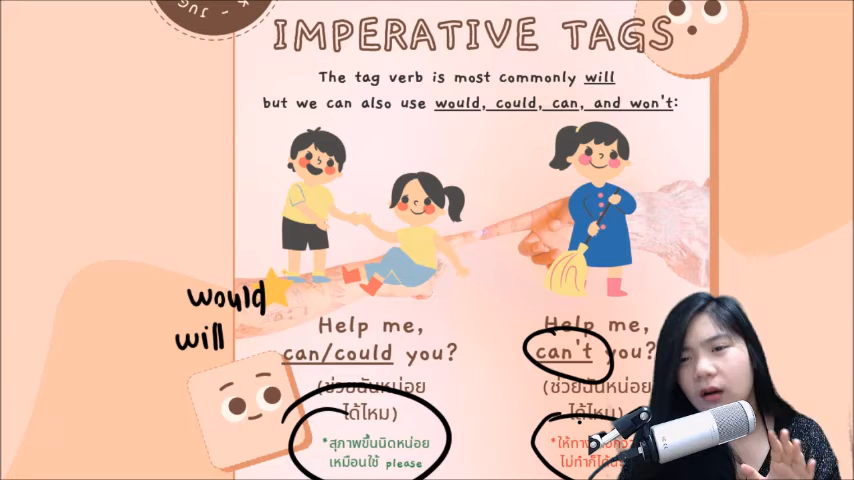 IMPERATIVE TAGS
The tag verb is most commonly will
but we can also use would, could, can, and won't:
would
will
Help me,
can/could you?
(ช่วยฉันหน่อย
ได้ไหม)
*สุภาพขึ้นนิดหน่อย
เหมือนใช้ please
Help me,
can't you?
(ช่วยฉันหน่อย
ได้ไหม)